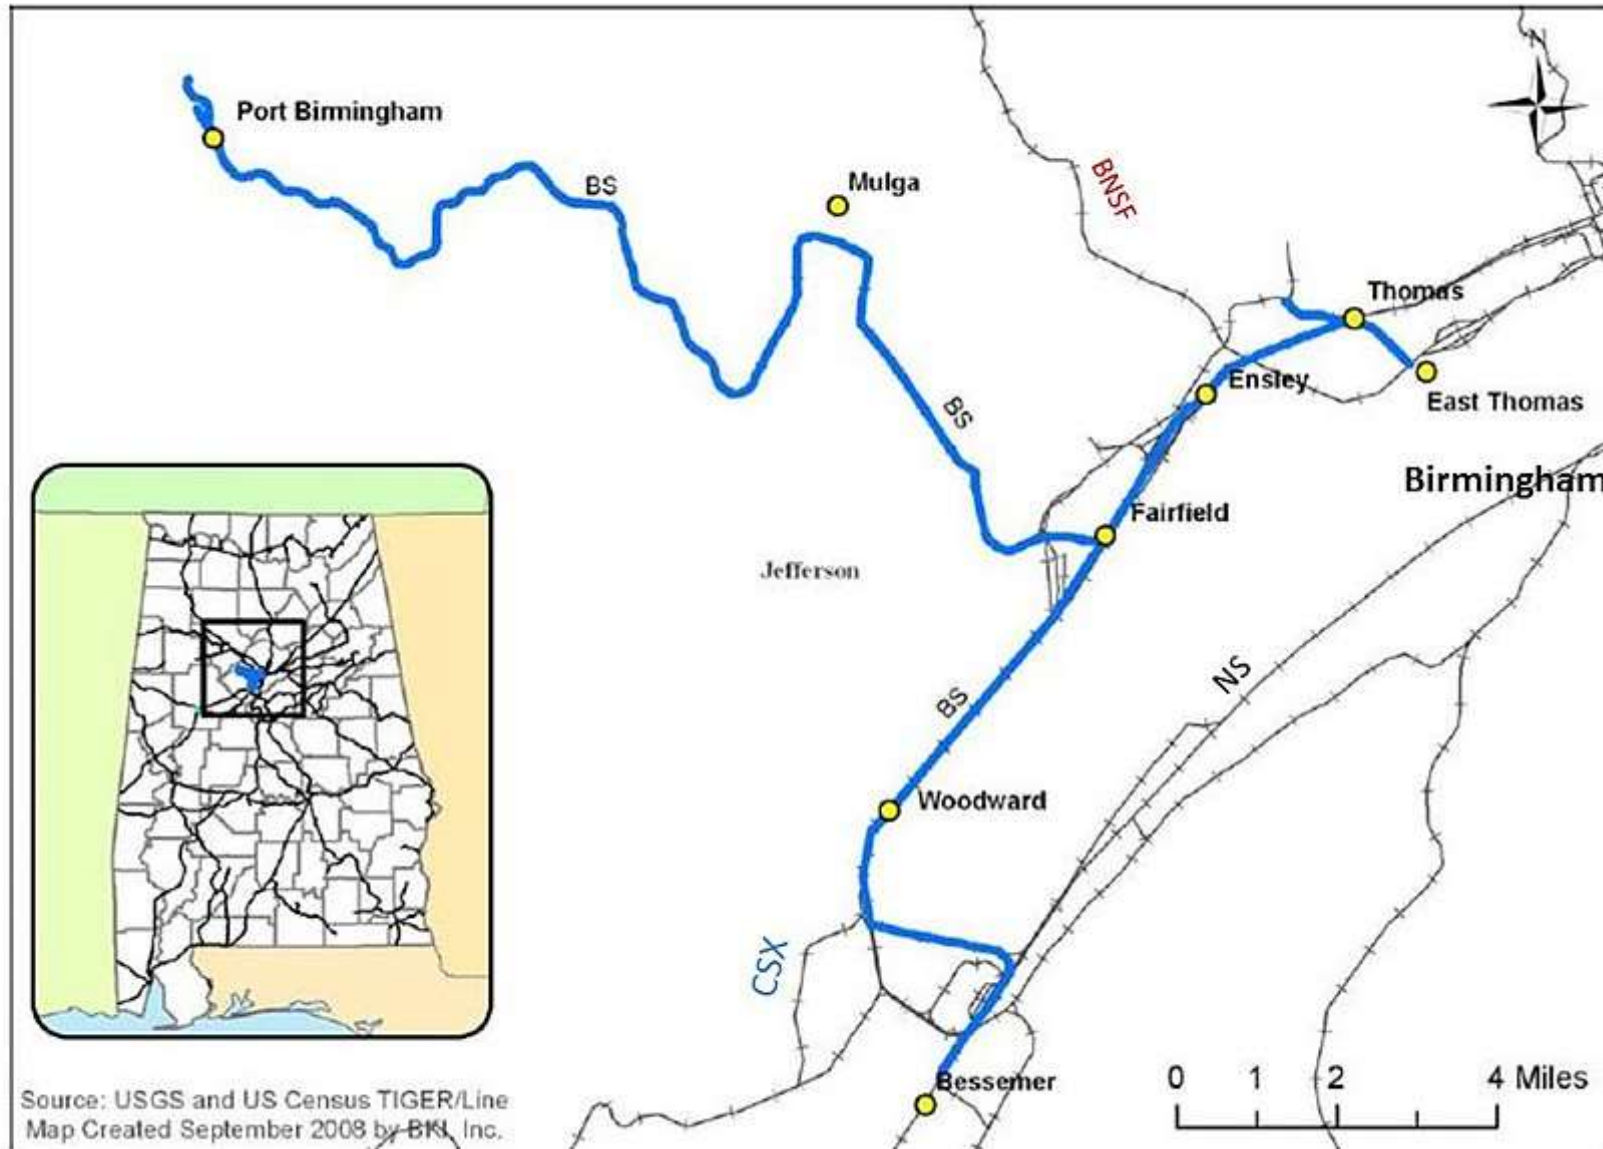 N
Port Birmingham
BS
Mulga
BNSF
Thomas
Ensley
East Thomas
BS
Birmingham
Fairfield
Jefferson
NS
BS
Woodward
CSX
Bessemer
0 1 2 4 Miles
Source: USGS and US Census TIGER/Line
Map Created September 2008 by BKI, Inc.